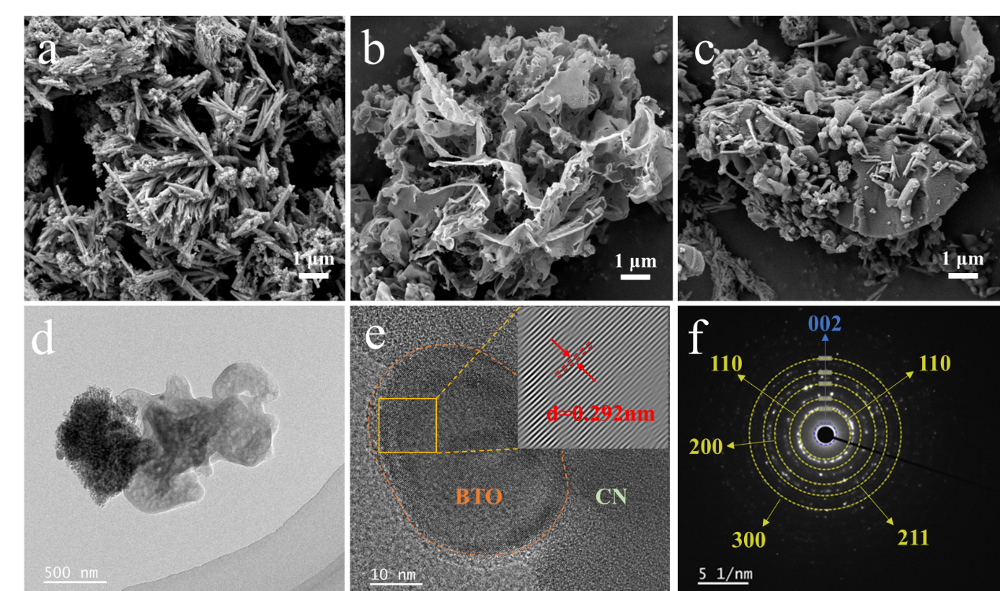 a
b
c
1 μm
1 μm
1 μm
d
e
f
d=0.292nm
BTO
CN
002
110
110
200
300
211
500 nm
10 nm
5 1/nm